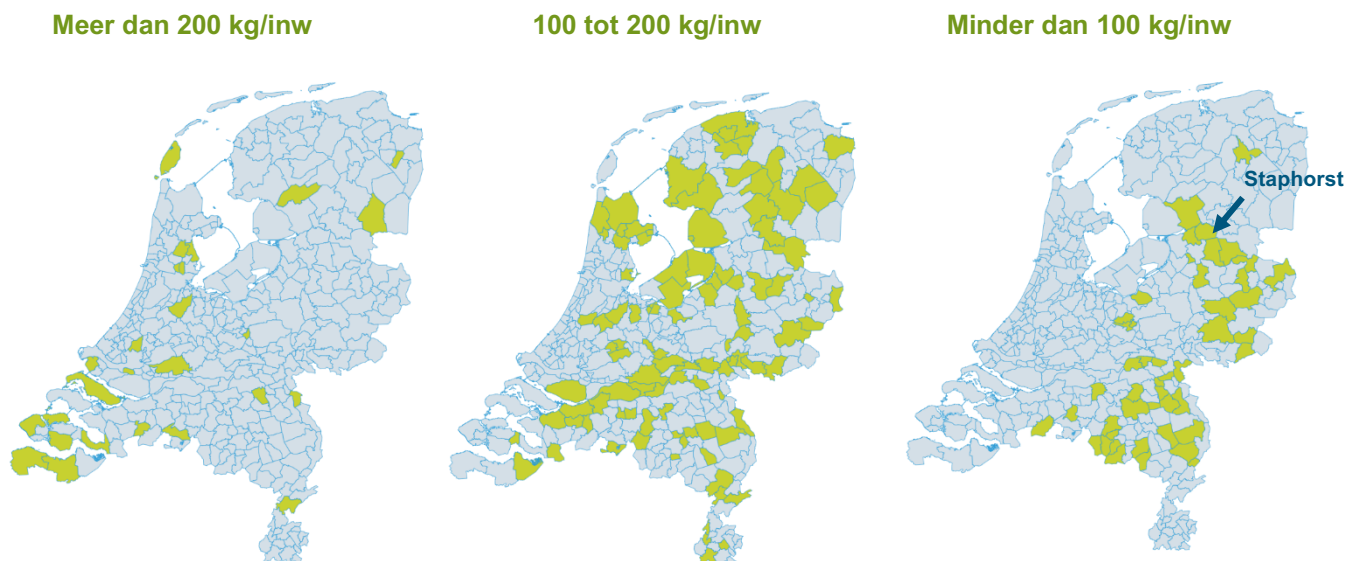 Meer dan 200 kg/inw
100 tot 200 kg/inw
Minder dan 100 kg/inw
Staphorst